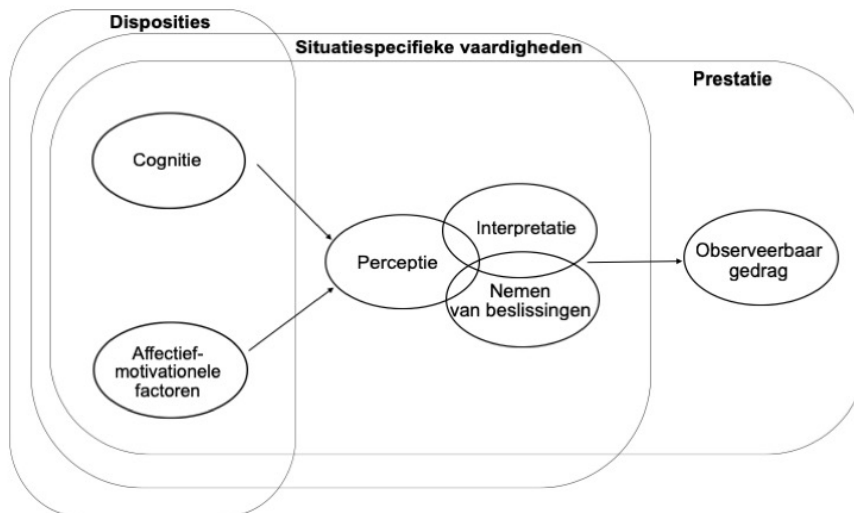 Disposities
Situatiespecifieke vaardigheden
Prestatie
Cognitie
Perceptie
Interpretatie
Nemen
van beslissingen
Observeerbaar
gedrag
Affectief-
motivationele
factoren